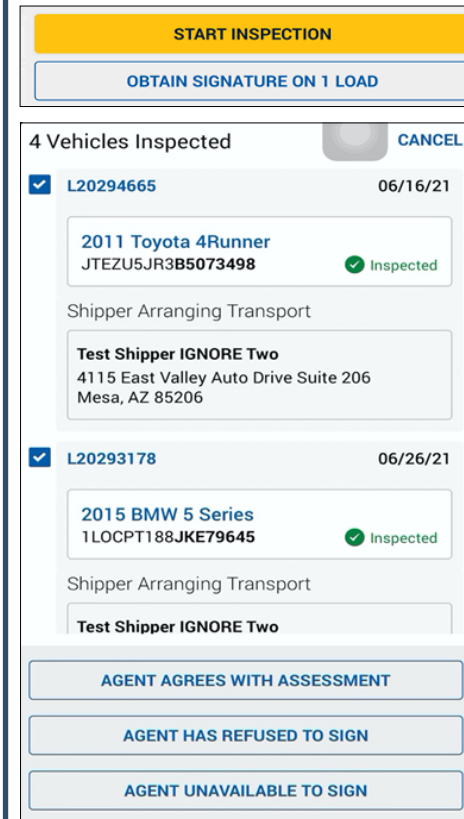 START INSPECTION
OBTAIN SIGNATURE ON 1 LOAD
4 Vehicles Inspected
CANCEL
L20294665
06/16/21
2011 Toyota 4Runner
JTEZU5JR3B5073498
Inspected
Shipper Arranging Transport
Test Shipper IGNORE Two
4115 East Valley Auto Drive Suite 206
Mesa, AZ 85206
L20293178
06/26/21
2015 BMW 5 Series
1LOCPT188JKE79645
Inspected
Shipper Arranging Transport
Test Shipper IGNORE Two
AGENT AGREES WITH ASSESSMENT
AGENT HAS REFUSED TO SIGN
AGENT UNAVAILABLE TO SIGN